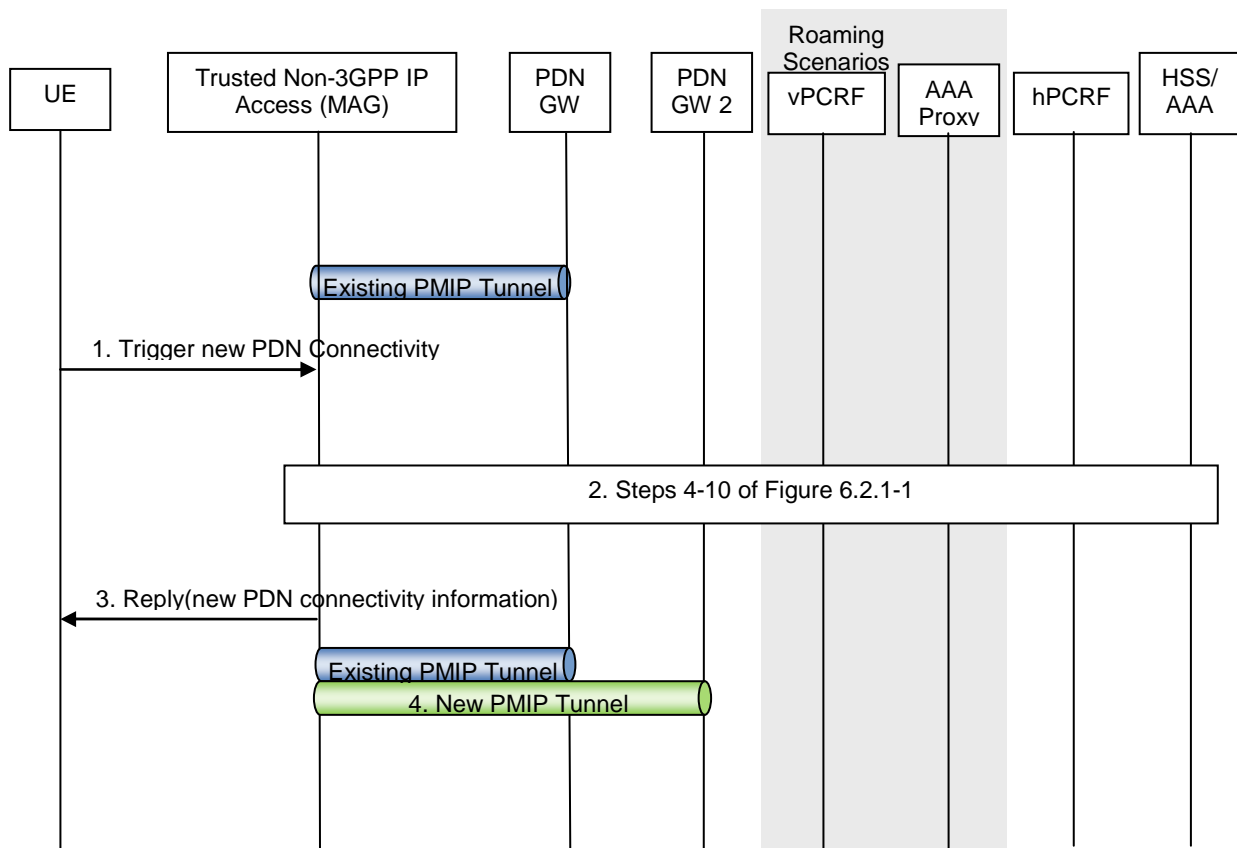 Roaming
Scenarios
UE
Trusted Non-3GPP IP
Access (MAG)
PDN
GW
PDN
GW 2
vPCRF
AAA
Proxy
hPCRF
HSS/
AAA
Existing PMIP Tunnel
1. Trigger new PDN Connectivity
2. Steps 4-10 of Figure 6.2.1-1
3. Reply(new PDN connectivity information)
Existing PMIP Tunnel
4. New PMIP Tunnel